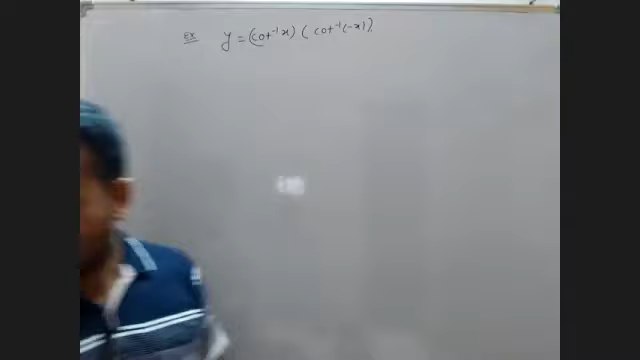 Ex y = (cot⁻¹x) (cot⁻¹(-x)).